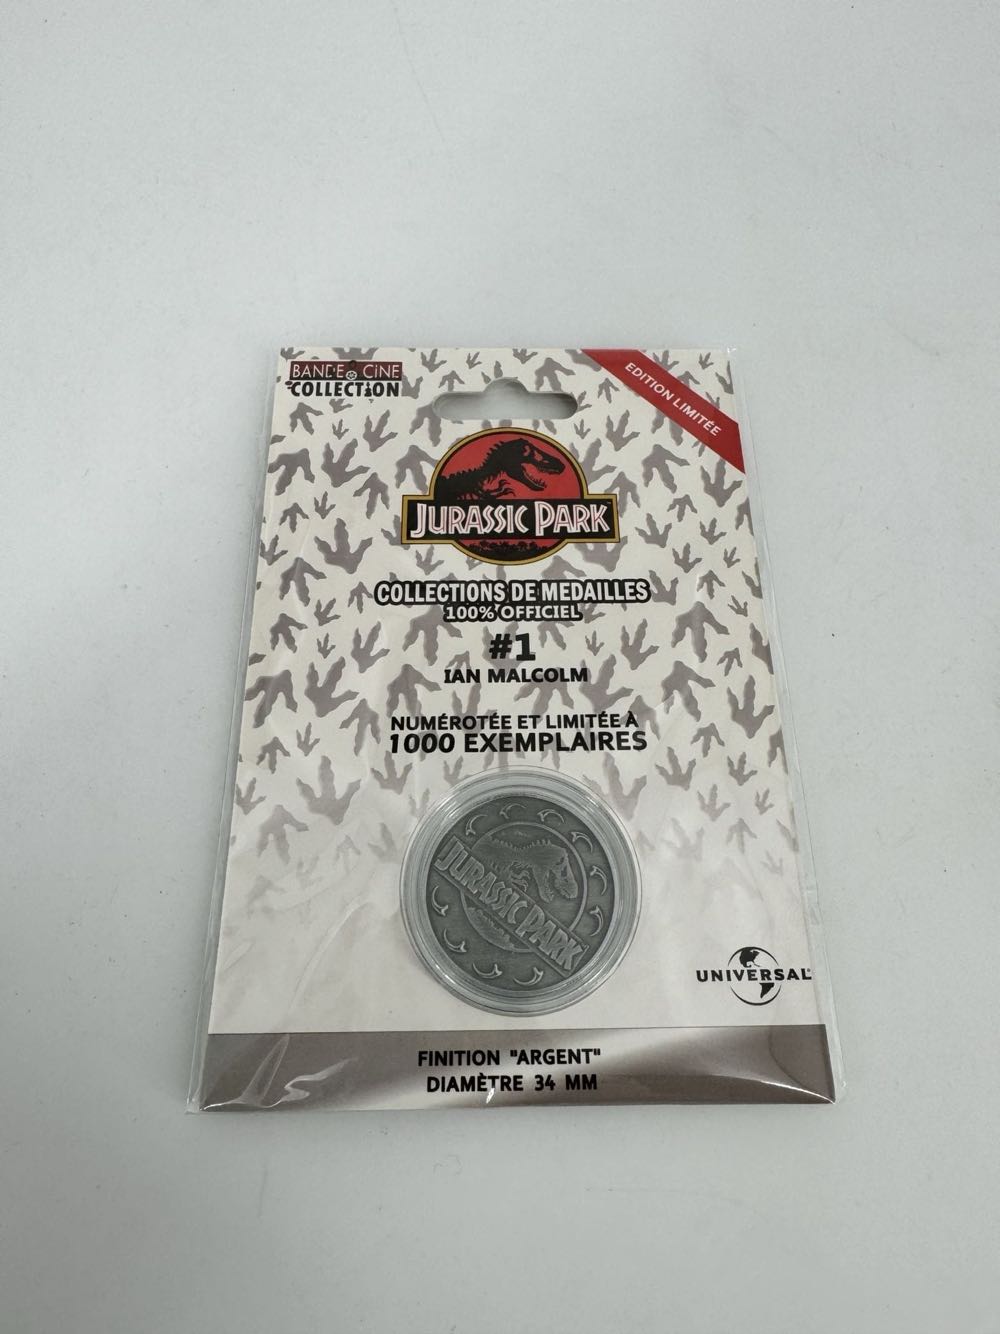 BANDE CINE
COLLECTION
EDITION LIMITÉE
JURASSIC PARK
COLLECTIONS DE MEDAILLES
100% OFFICIEL
#1
IAN MALCOLM
NUMÉROTÉE ET LIMITÉE À
1000 EXEMPLAIRES
JURASSIC PARK
UNIVERSAL
FINITION "ARGENT"
DIAMÈTRE 34 MM